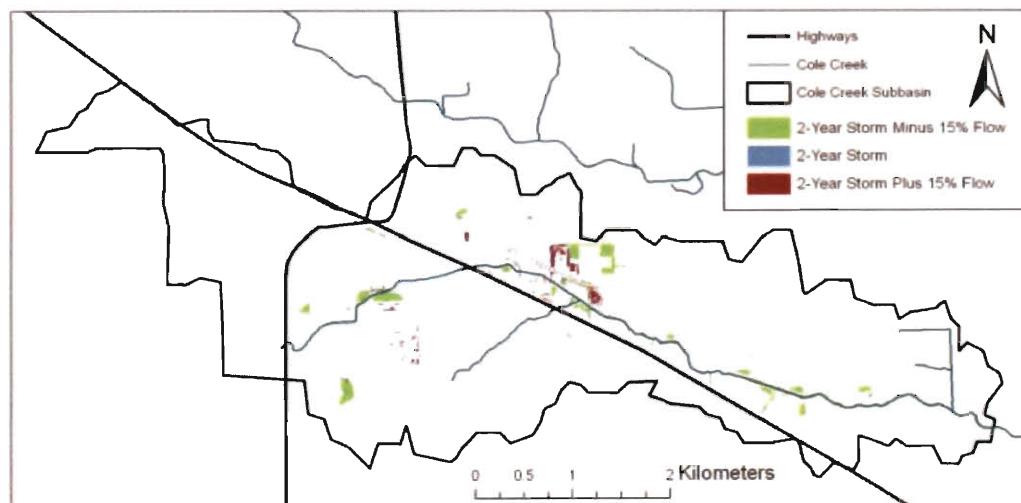 Highways
N
Cole Creek
Cole Creek Subbasin
2-Year Storm Minus 15% Flow
2-Year Storm
2-Year Storm Plus 15% Flow
0 0.5 1 2 Kilometers